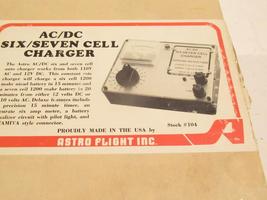 AC/DC
SIX/SEVEN CELL
CHARGER
The Astro AC/DC six and seven cell
auto charger works from both 110V
AC and 12V DC. This constant rate
charger will charge a six cell 1200
mahr nicad battery in 15 minutes and
a seven cell 1200 mahr battery in 20
minutes from either 12 volts DC or
110 volts AC. Deluxe features include
precision 15 minute timer, an
accurate six amp meter, a battery
equalizer circuit with pilot light, and
TAMIYA style connector.
Stock #104
PROUDLY MADE IN THE USA by
ASTRO FLIGHT INC.